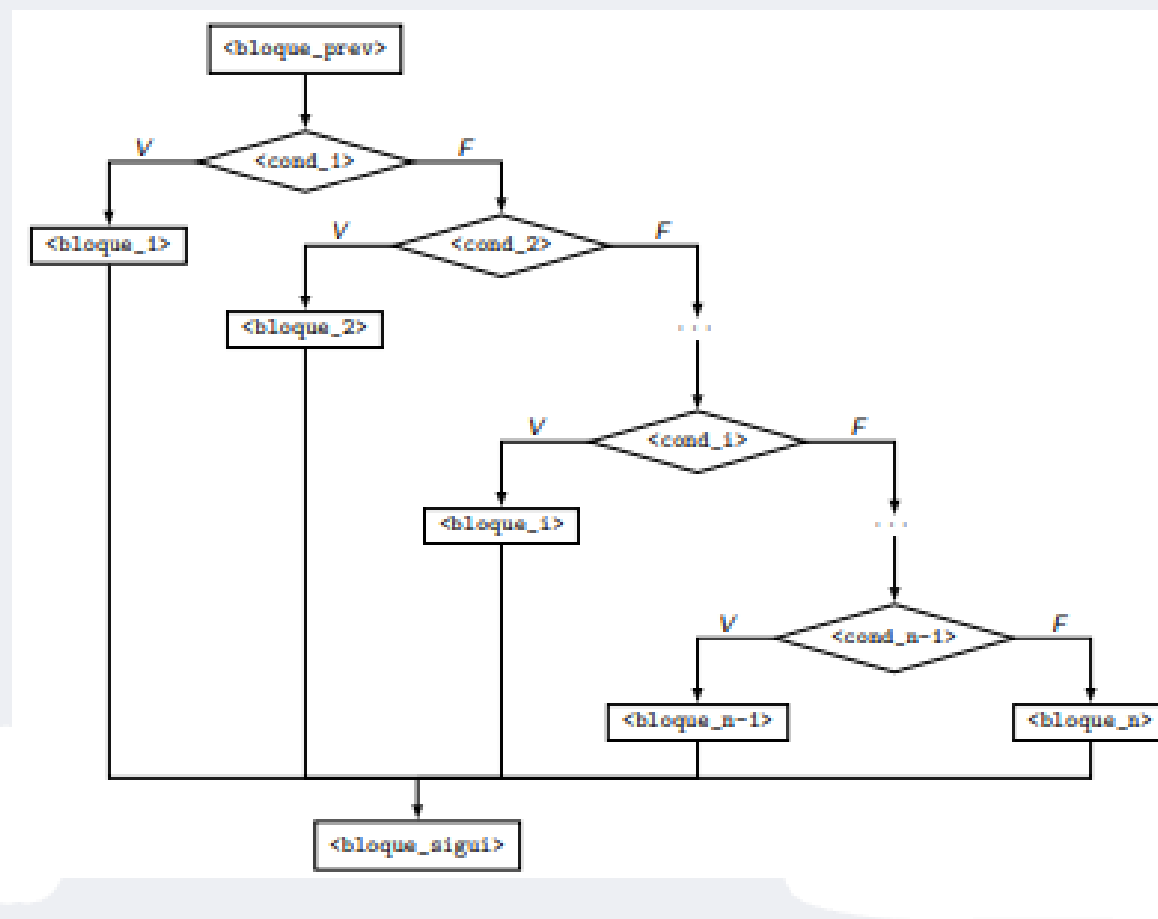 <bloque_prev>
V
F
<cond_1>
<bloque_1>
V
F
<cond_2>
<bloque_2>
...
V
F
<cond_i>
<bloque_i>
...
V
F
<cond_n-1>
<bloque_n-1>
<bloque_n>
<bloque_sigui>